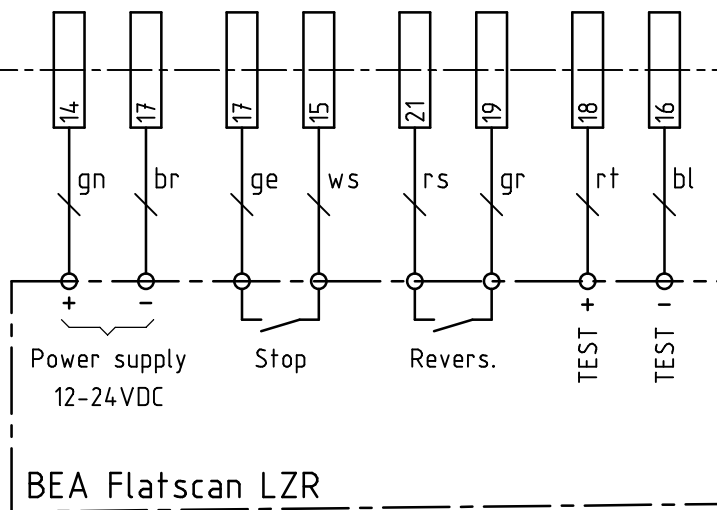 14 17 17 15 21 19 18 16
gn br ge ws rs gr rt bl
+ - + -
Power supply Stop Revers. TEST TEST
12-24VDC
BEA Flatscan LZR